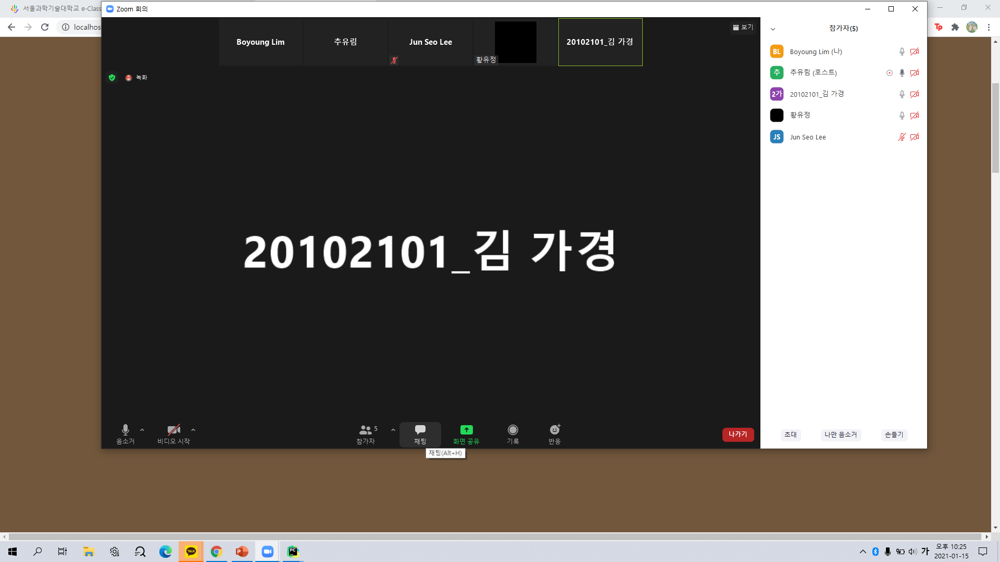 서울과학기술대학교 e-Class
Zoom 회의
localhos
Boyoung Lim
추유림
Jun Seo Lee
황유정
20102101_김 가경
보기
녹화
20102101_김 가경
참가자(5)
BL Boyoung Lim (나)
추 추유림 (호스트)
2가 20102101_김 가경
황유정
JS Jun Seo Lee
음소거
비디오 시작
참가자 5
채팅
화면 공유
기록
반응
나가기
초대
나만 음소거
손들기
채팅(Alt+H)
TALK
P
PC
Tp
가
오후 10:25
2021-01-15